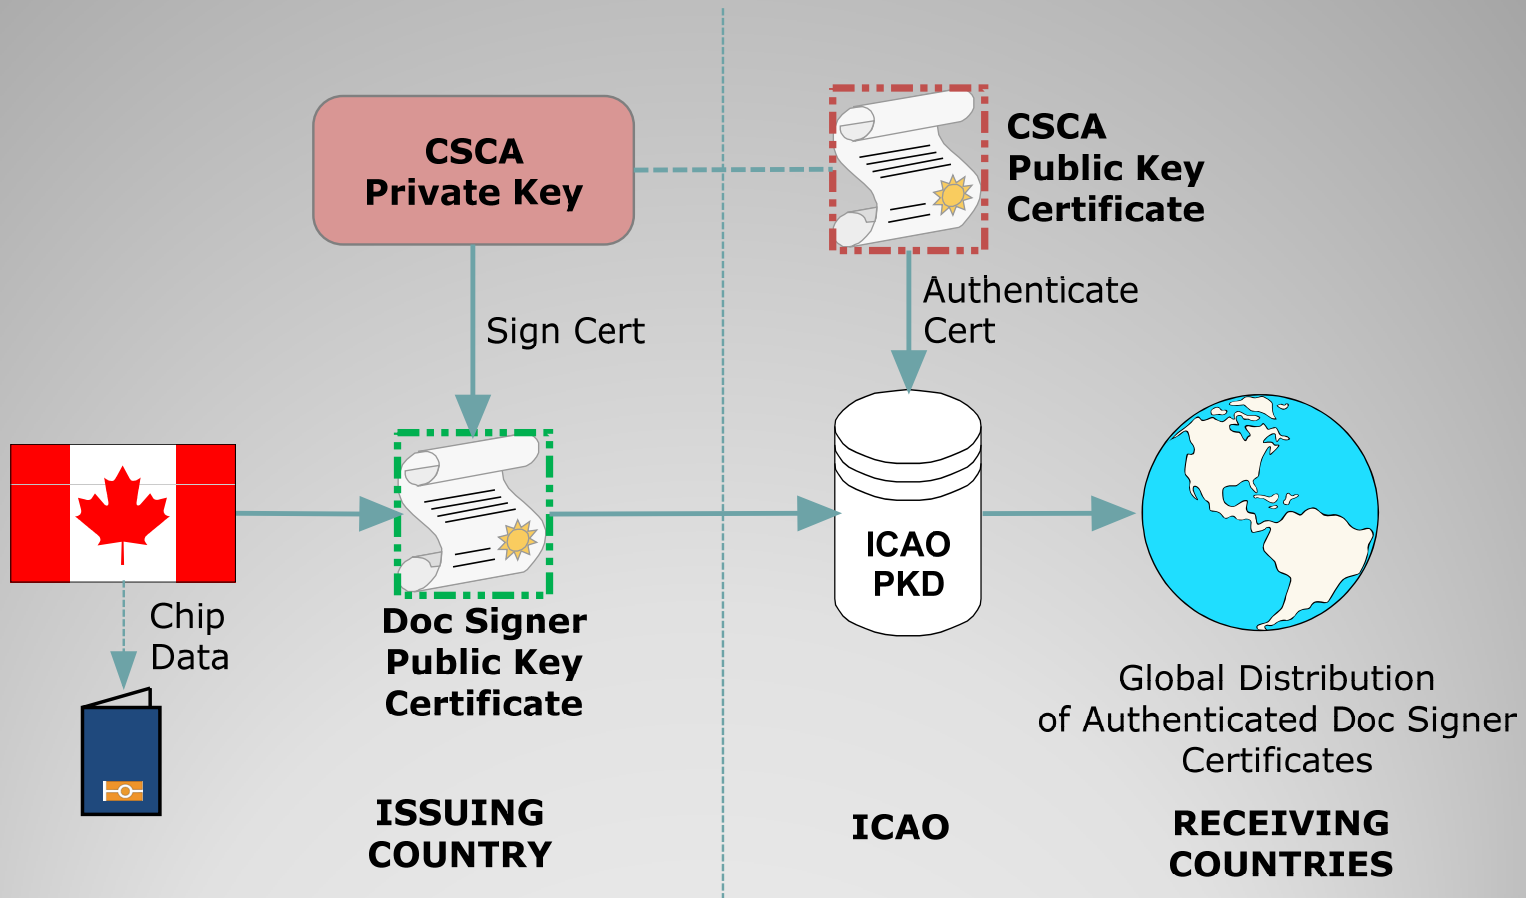 CSCA
Private Key
CSCA
Public Key
Certificate
Sign Cert
Authenticate
Cert
Chip
Data
Doc Signer
Public Key
Certificate
ICAO
PKD
Global Distribution
of Authenticated Doc Signer
Certificates
ISSUING
COUNTRY
ICAO
RECEIVING
COUNTRIES